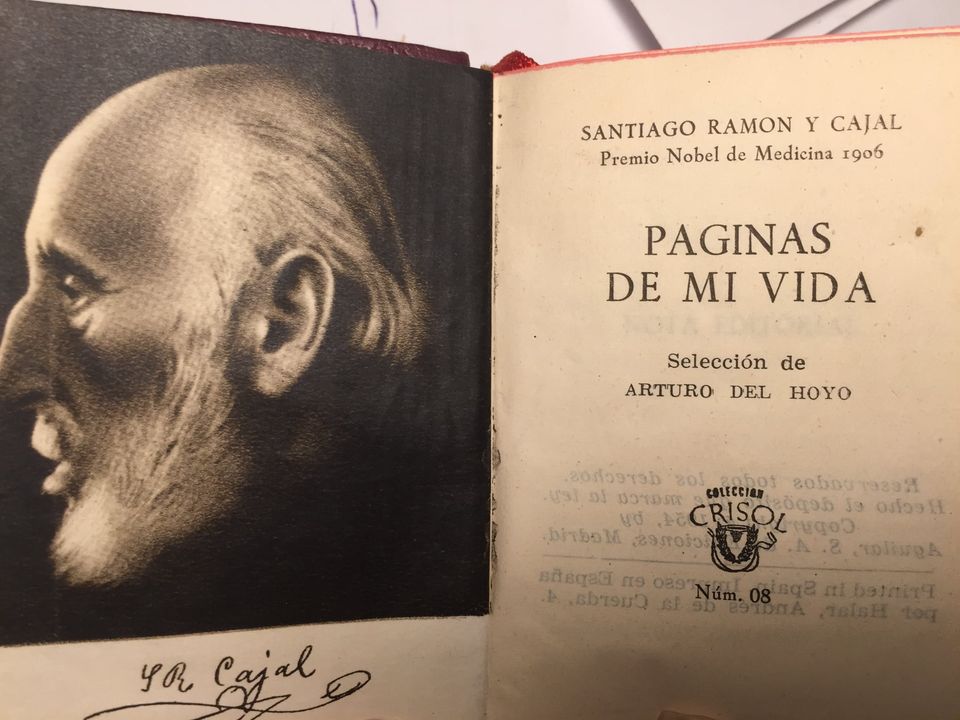 S R Cajal
SANTIAGO RAMON Y CAJAL
Premio Nobel de Medicina 1906
PAGINAS
DE MI VIDA
Selección de
ARTURO DEL HOYO
COLECCION
CRISOL
Núm. 08